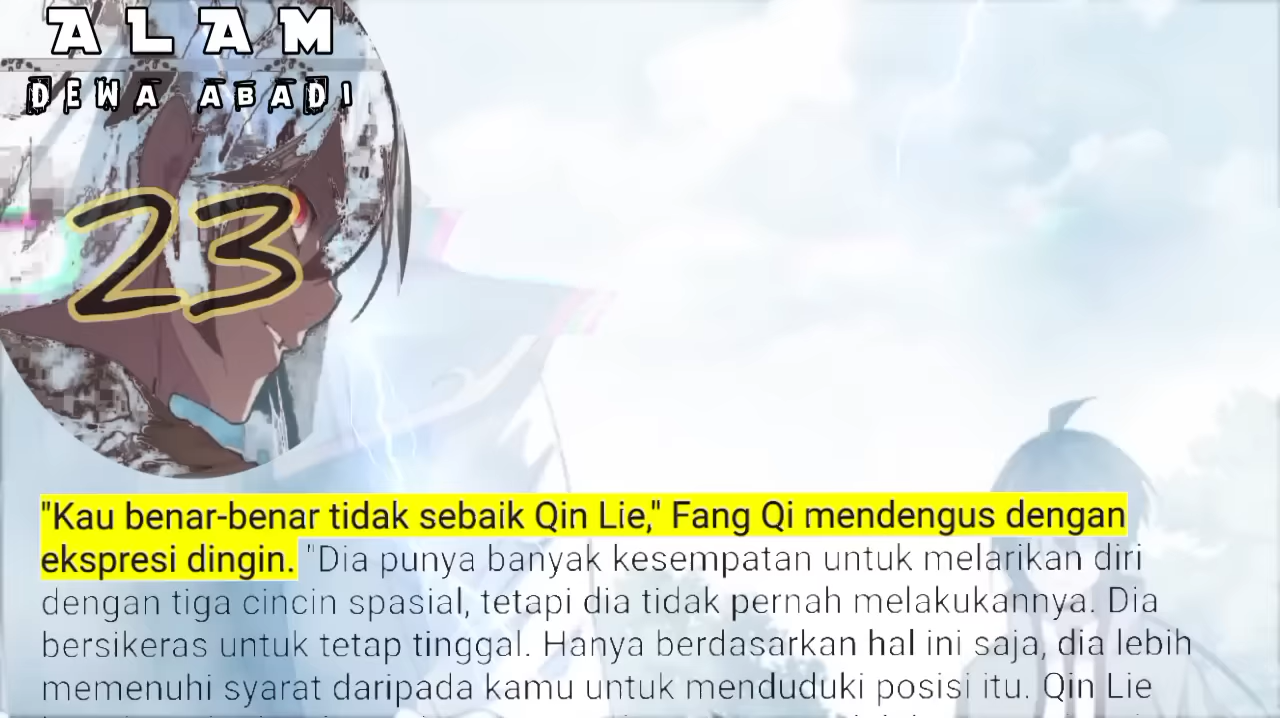 ALAM
DEWA ABADI
23
"Kau benar-benar tidak sebaik Qin Lie," Fang Qi mendengus dengan
ekspresi dingin. "Dia punya banyak kesempatan untuk melarikan diri
dengan tiga cincin spasial, tetapi dia tidak pernah melakukannya. Dia
bersikeras untuk tetap tinggal. Hanya berdasarkan hal ini saja, dia lebih
memenuhi syarat daripada kamu untuk menduduki posisi itu. Qin Lie